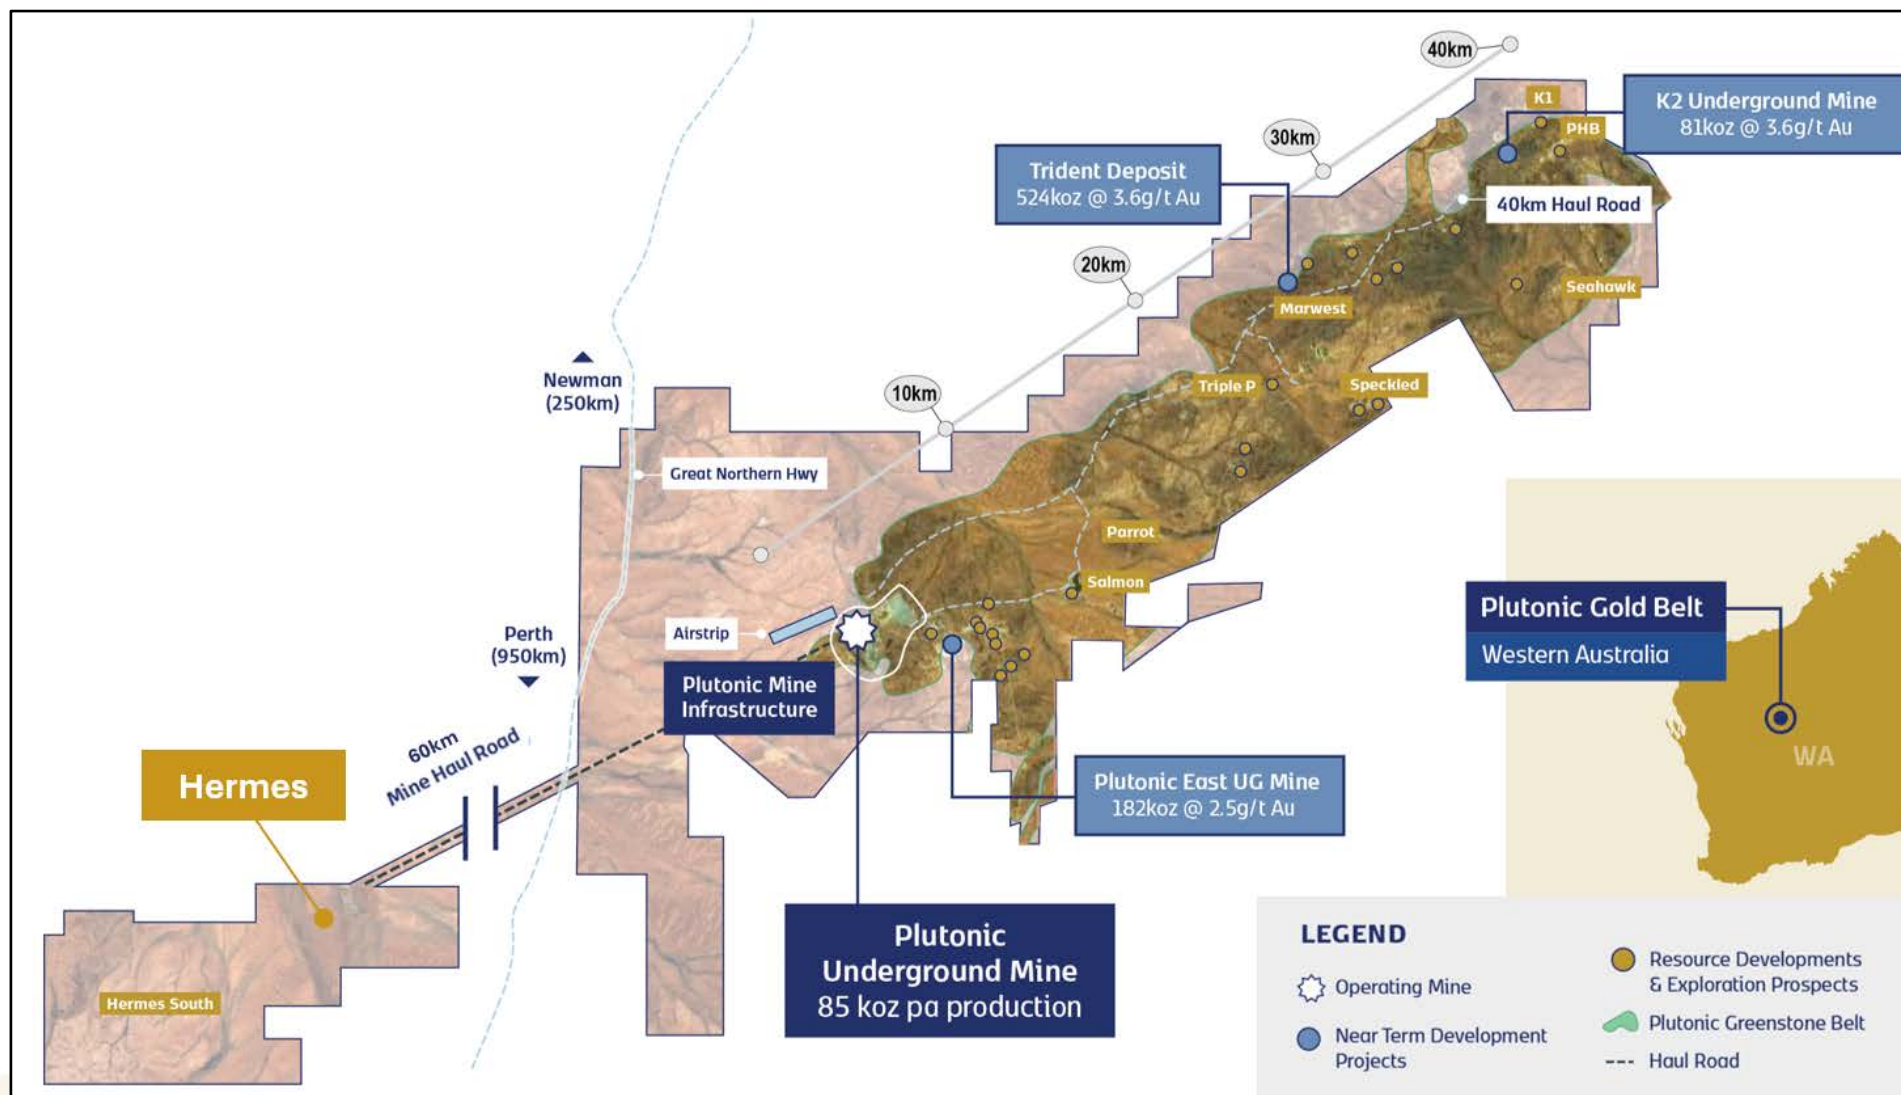 40km
K1
K2 Underground Mine
81koz @ 3.6g/t Au
PHB
30km
Trident Deposit
524koz @ 3.6g/t Au
40km Haul Road
20km
Seahawk
Marwest
Newman
(250km)
10km
Triple P
Speckled
Great Northern Hwy
Parrot
Salmon
Airstrip
Perth
(950km)
Plutonic Mine
Infrastructure
Plutonic Gold Belt
Western Australia
WA
60km
Mine Haul Road
Hermes
Plutonic East UG Mine
182koz @ 2.5g/t Au
Plutonic
Underground Mine
85 koz pa production
Hermes South
LEGEND
Operating Mine
Near Term Development
Projects
Resource Developments
& Exploration Prospects
Plutonic Greenstone Belt
Haul Road